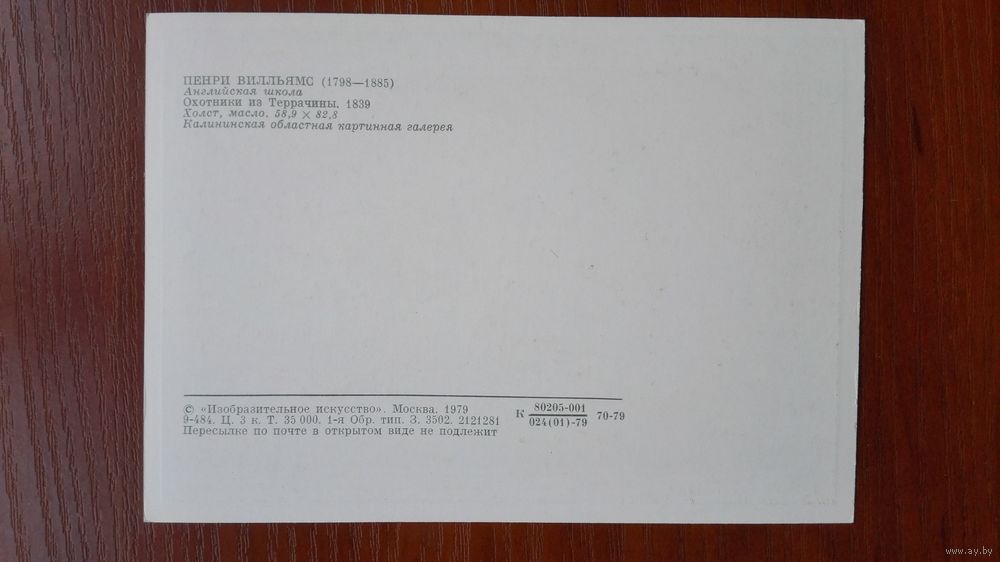 ПЕНРИ ВИЛЛЬЯМС (1798—1885)
Английская школа
Охотники из Террачины. 1839
Холст, масло. 58,9 × 82,8
Калининская областная картинная галерея
© «Изобразительное искусство». Москва. 1979
9-484. Ц. 3 к. Т. 35 000. 1-я Обр. тип. З. 3502. 2121281
Пересылке по почте в открытом виде не подлежит
К 80205-001 70-79
024(01)-79
www.ay.by